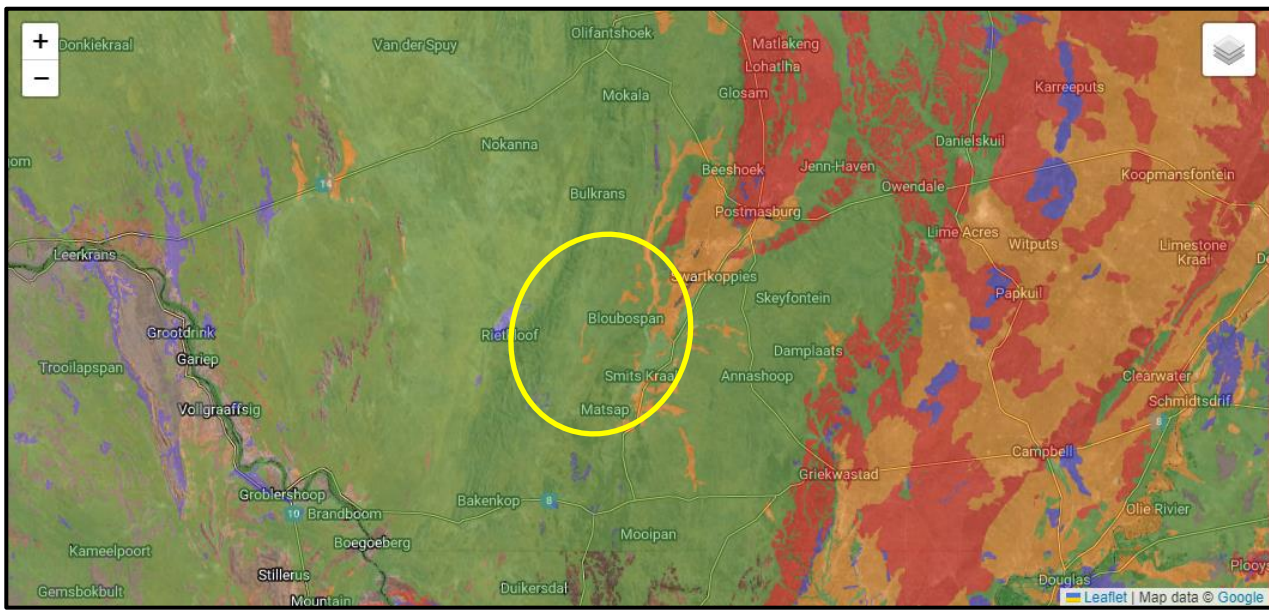 +
−
Donkiekraal
Van der Spuy
Olifantshoek
Matlakeng
Lohatlha
Glosam
Mokala
Karreeputs
Danielskuil
Nokanna
Beeshoek
Jenn-Haven
Owendale
Koopmansfontein
14
Bulkrans
Postmasburg
Lime Acres
Witputs
Limestone
Kraal
Leerkrans
Swartkoppies
Skeyfontein
Papkuil
Grootdrink
Gariep
Bloubospan
Trooilapspan
Damplaats
Smits Kraal
Annashoop
Clearwater
Schmidtsdrif
Vollgraaffsig
Matsap
8
Campbell
Griekwastad
Groblershoop
Bakenkop
8
10
Brandboom
Olie Rivier
Boegoeberg
Mooipan
Kameelpoort
Stillerus
Duikersdal
Douglas
Gemsbokbult
Mountain
Leaflet | Map data © Google